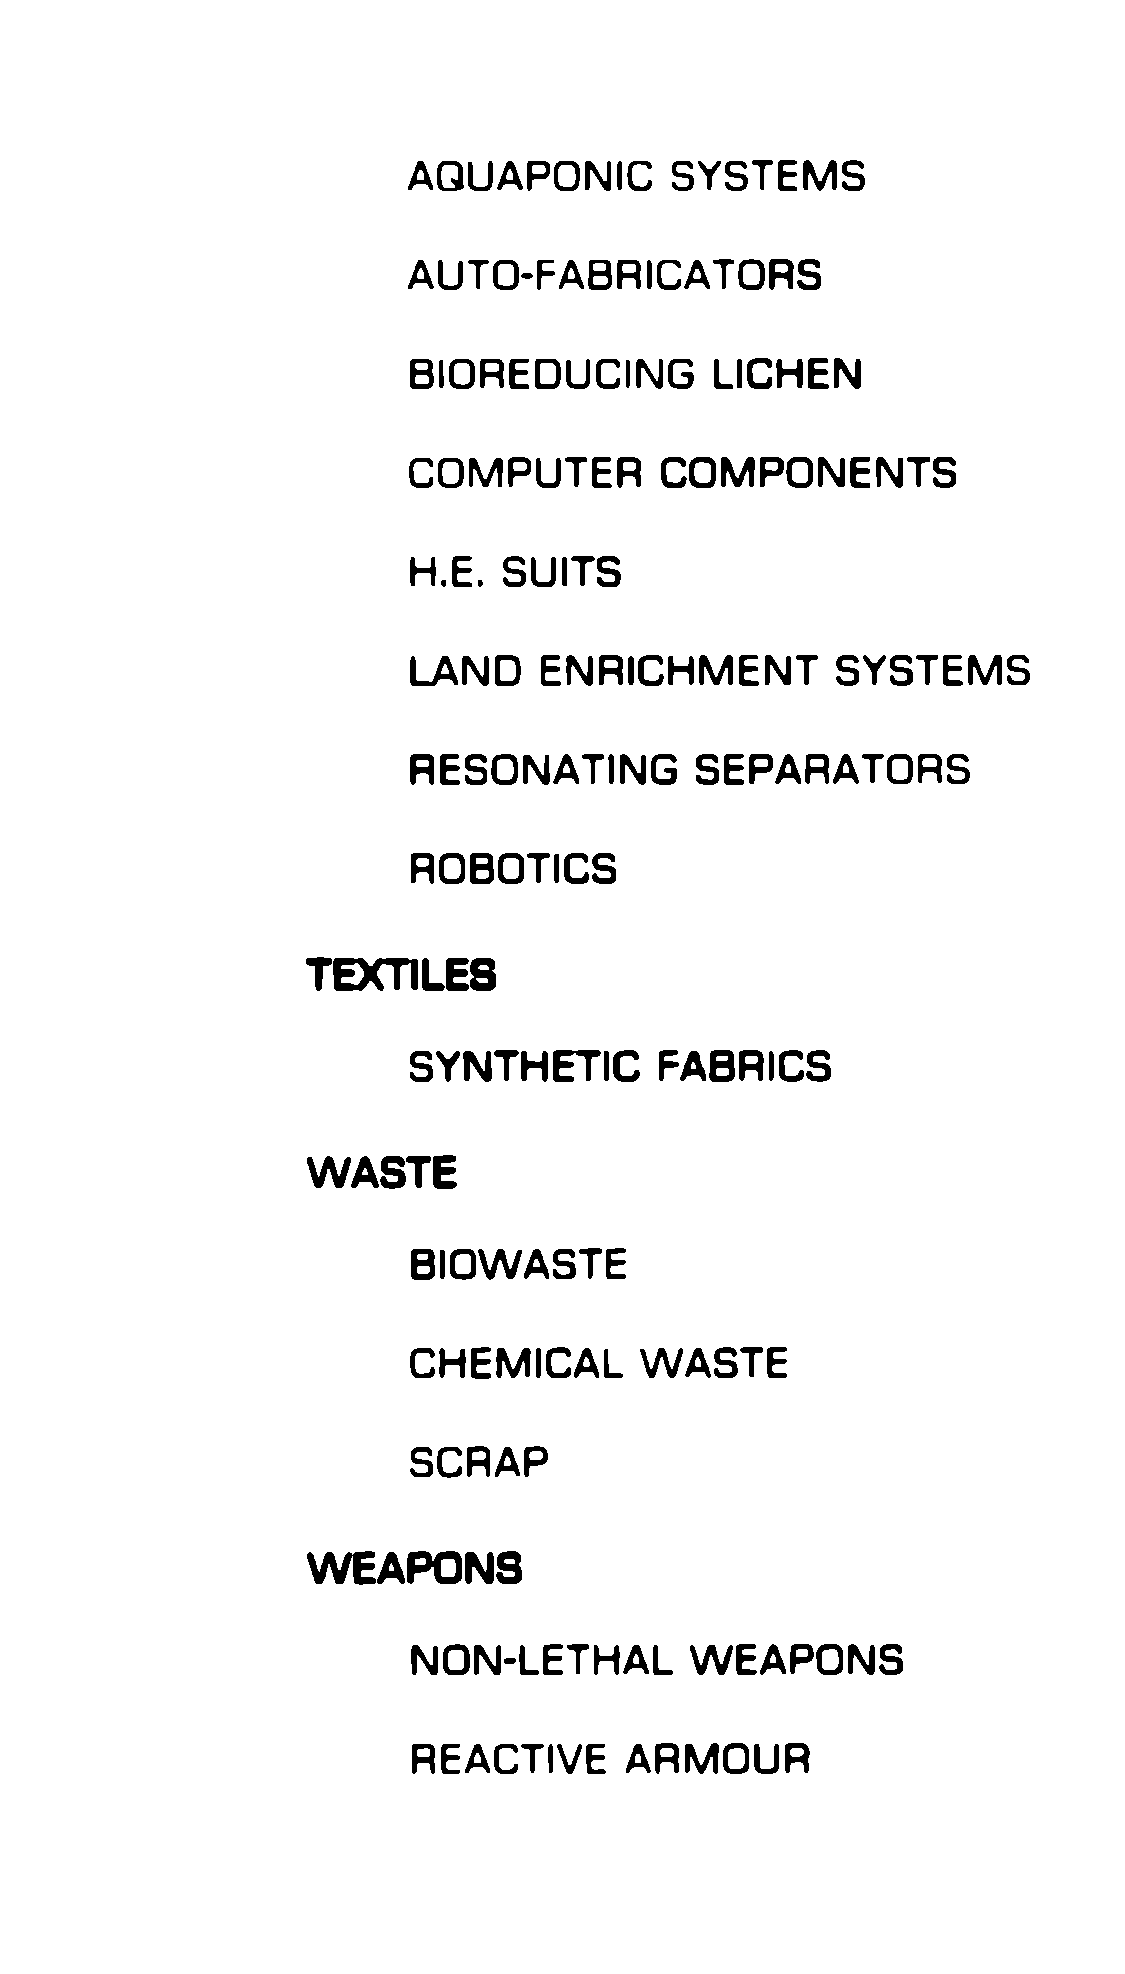 AQUAPONIC SYSTEMS
AUTO-FABRICATORS
BIOREDUCING LICHEN
COMPUTER COMPONENTS
H.E. SUITS
LAND ENRICHMENT SYSTEMS
RESONATING SEPARATORS
ROBOTICS
TEXTILES
SYNTHETIC FABRICS
WASTE
BIOWASTE
CHEMICAL WASTE
SCRAP
WEAPONS
NON-LETHAL WEAPONS
REACTIVE ARMOUR